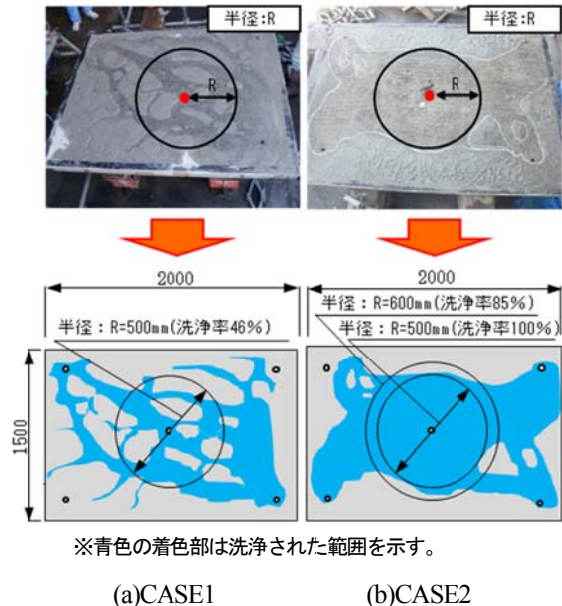 半径:R
半径:R
R
R
2000
2000
半径：R=600mm(洗浄率85%)
半径：R=500mm(洗浄率46%)
半径：R=500mm(洗浄率100%)
1500
※青色の着色部は洗浄された範囲を示す。
(a)CASE1
(b)CASE2